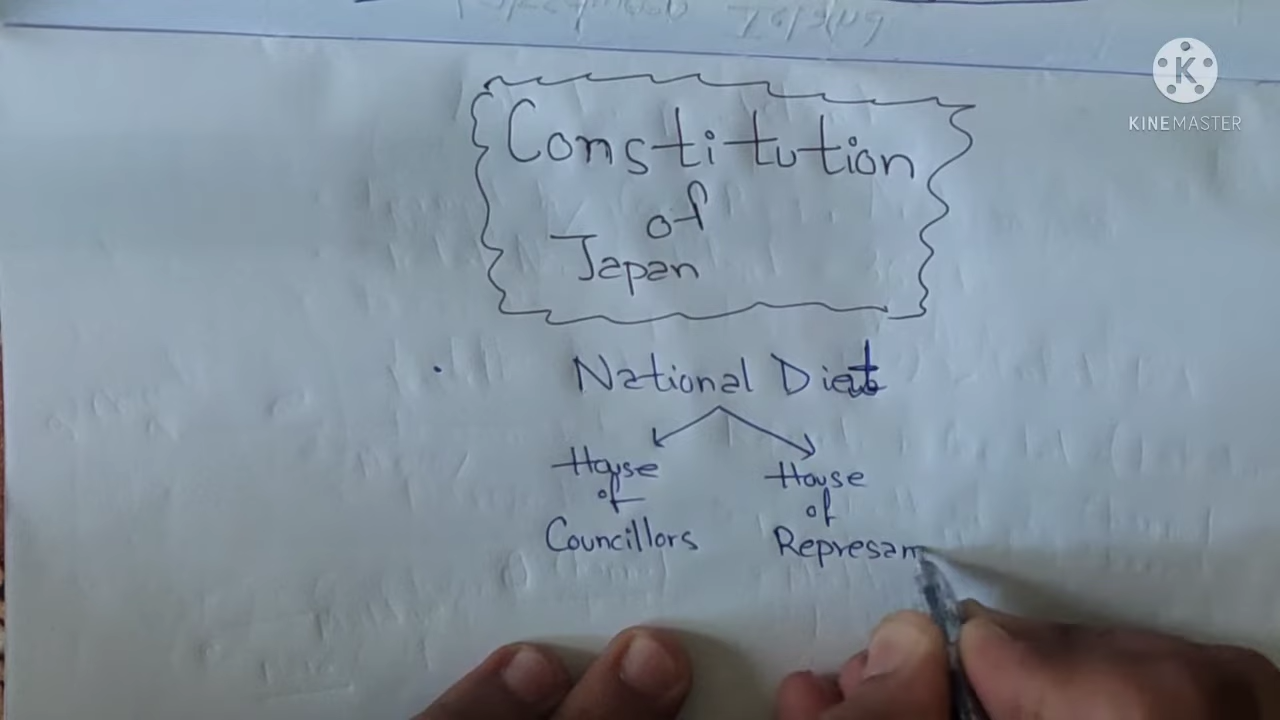 KINEMASTER
Constitution
of
Japan
National Diet
House
of
Councillors
House
of
Represan